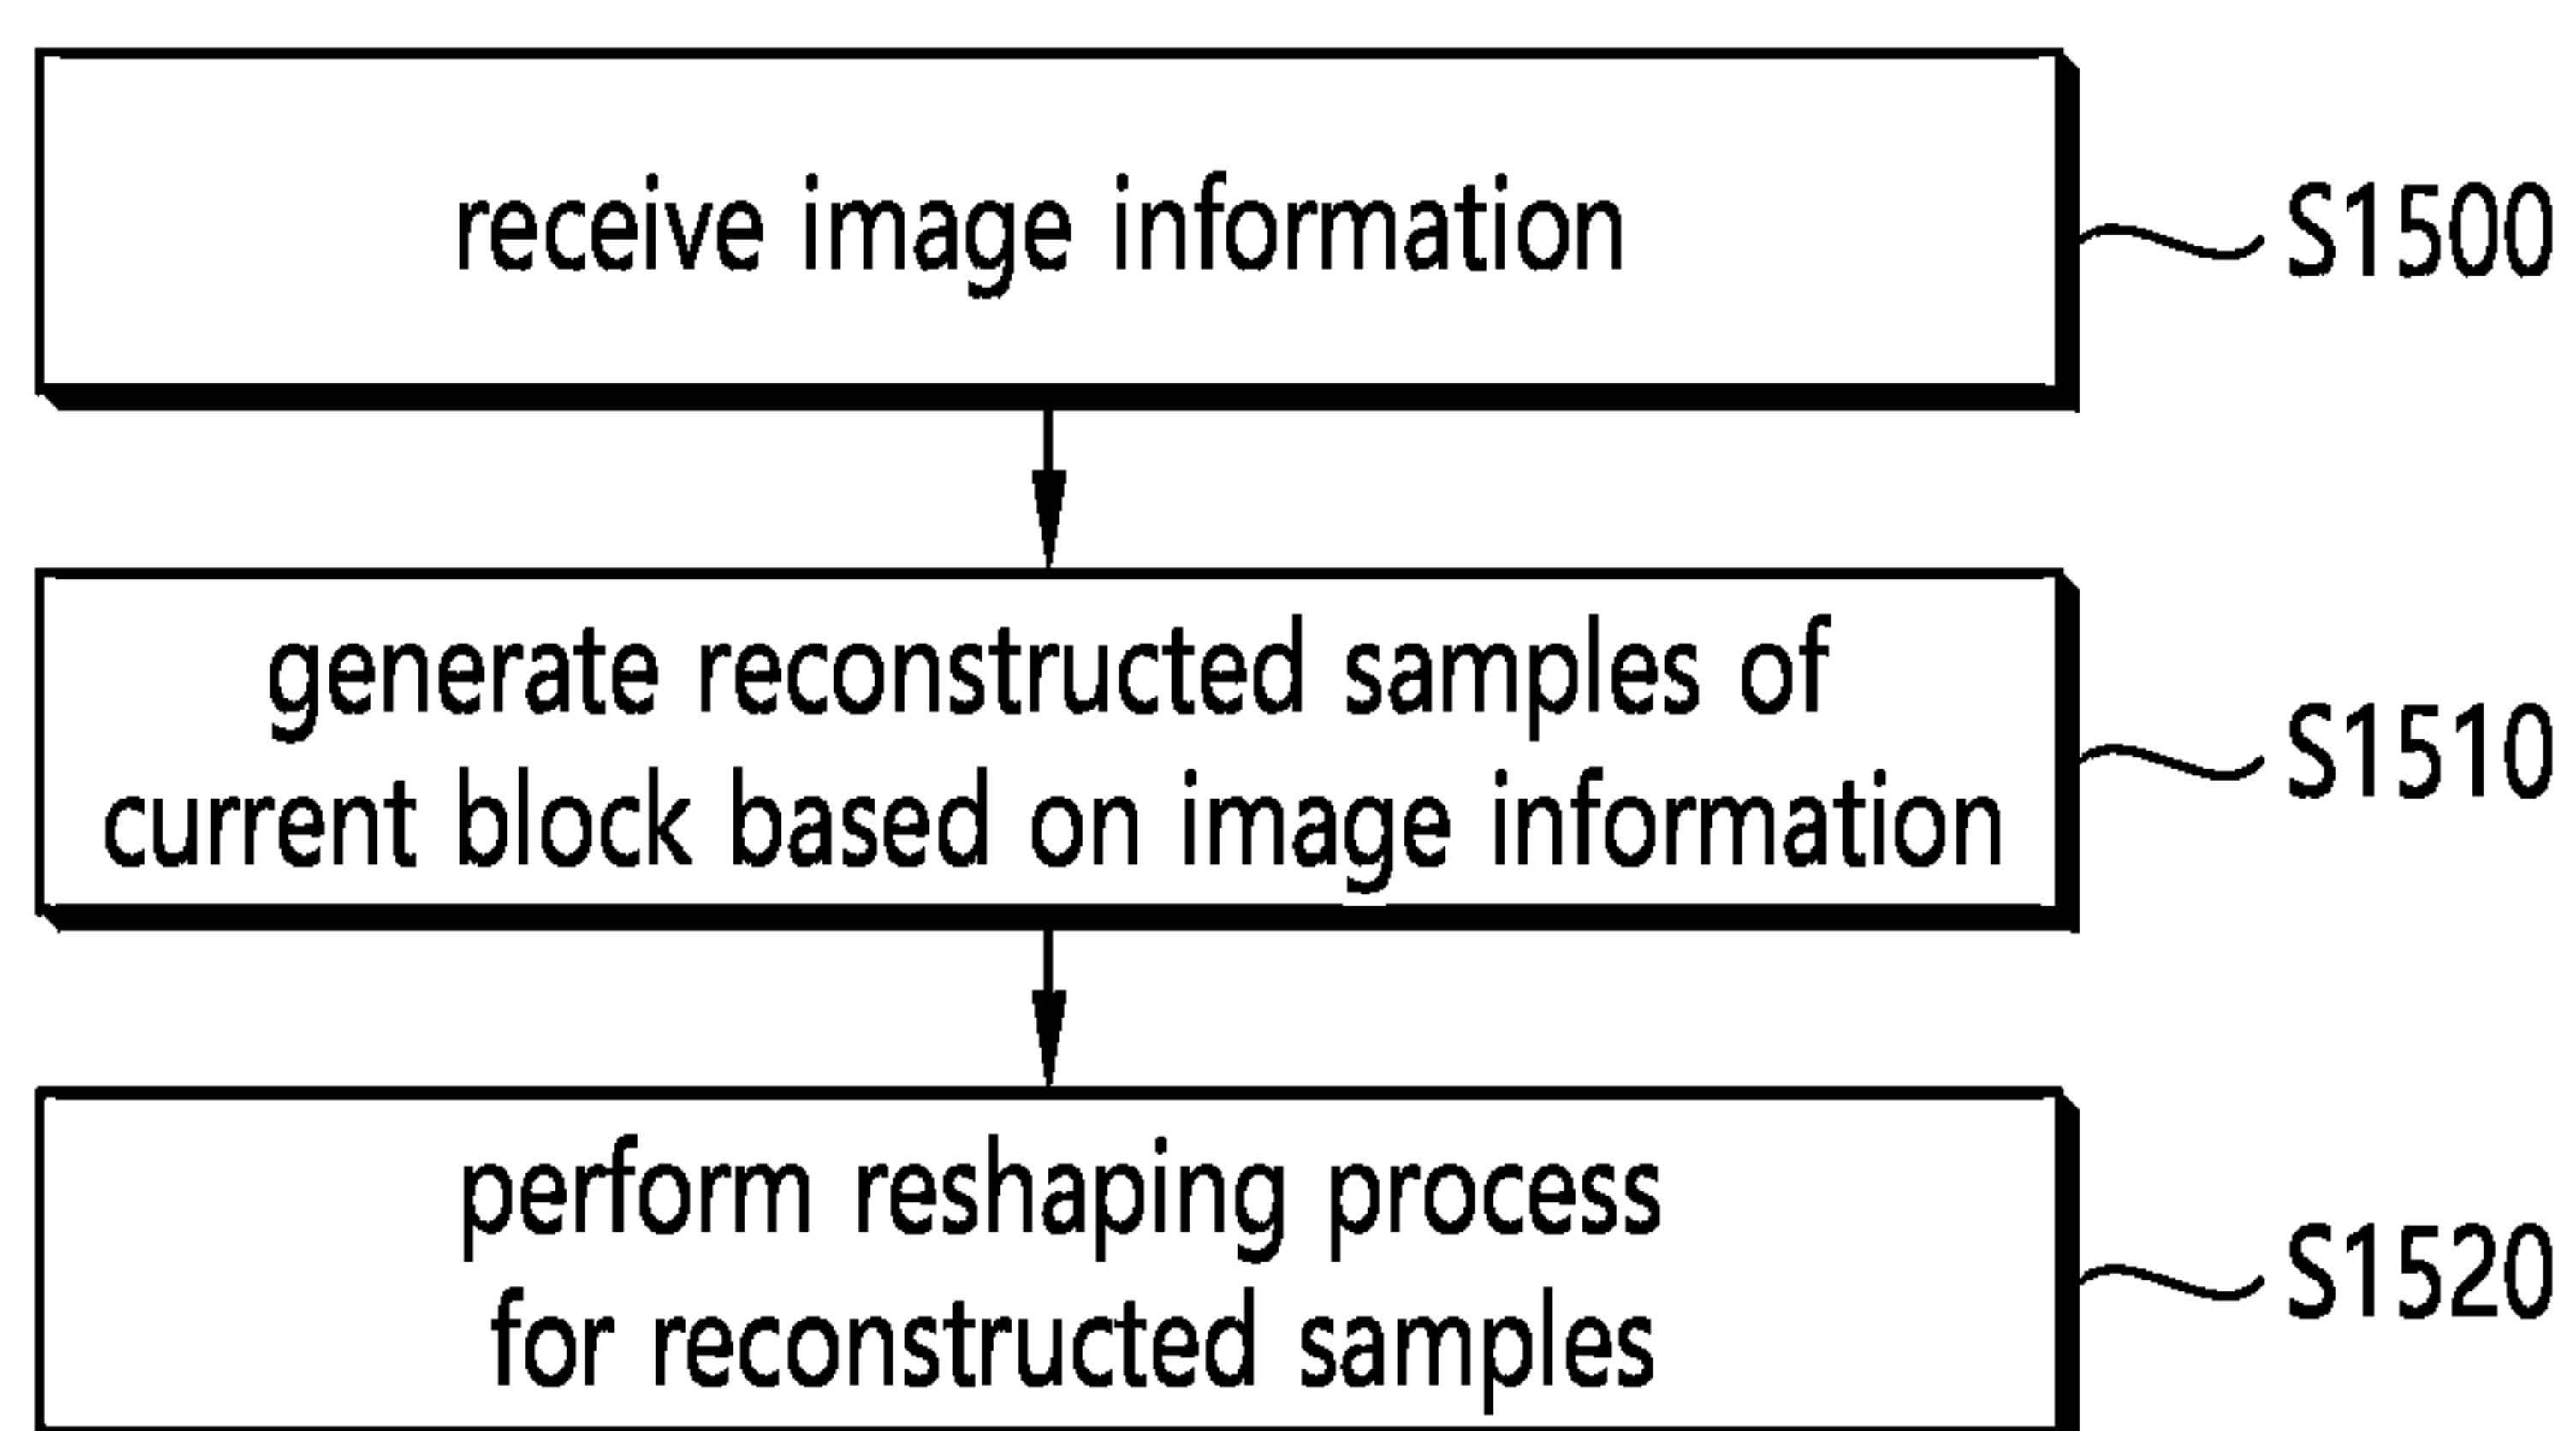 receive image information
S1500
generate reconstructed samples of
current block based on image information
S1510
perform reshaping process
for reconstructed samples
S1520